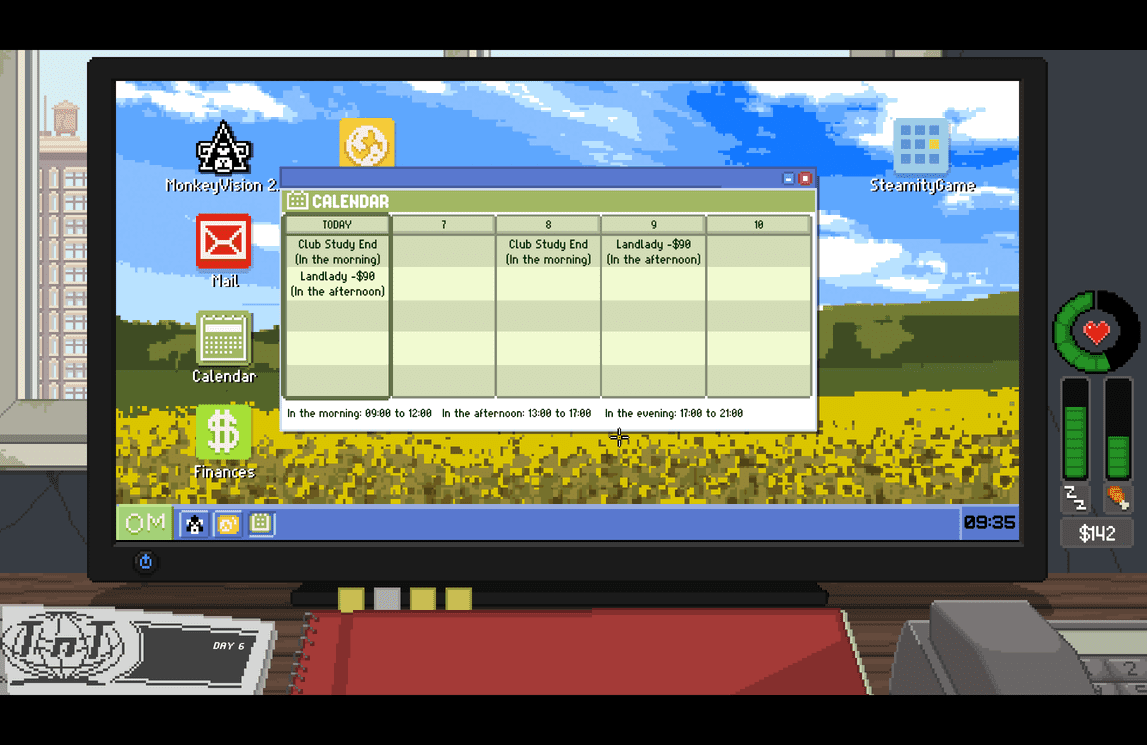 MonkeyVision 2.
SteamityGame
CALENDAR
TODAY 7 8 9 10
Club Study End
(In the morning)
Landlady -$90
(In the afternoon)
Club Study End
(In the morning)
Landlady -$90
(In the afternoon)
In the morning: 09:00 to 12:00 In the afternoon: 13:00 to 17:00 In the evening: 17:00 to 21:00
Mail
Calendar
$
Finances
OM
09:35
Z Z Z
$142
TnT
DAY 6
2